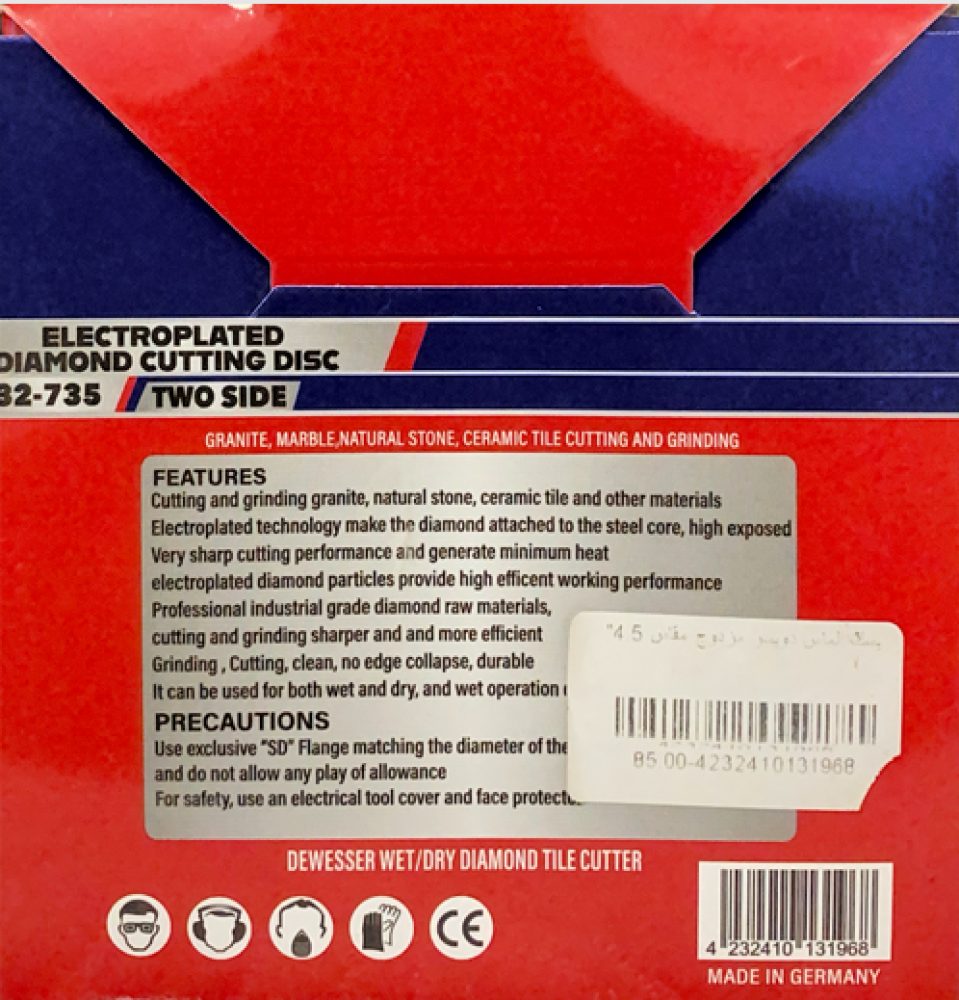 ELECTROPLATED
DIAMOND CUTTING DISC
32-735 TWO SIDE
GRANITE, MARBLE,NATURAL STONE, CERAMIC TILE CUTTING AND GRINDING
FEATURES
Cutting and grinding granite, natural stone, ceramic tile and other materials
Electroplated technology make the diamond attached to the steel core, high exposed
Very sharp cutting performance and generate minimum heat
electroplated diamond particles provide high efficent working performance
Professional industrial grade diamond raw materials,
cutting and grinding sharper and and more efficient
Grinding , Cutting, clean, no edge collapse, durable
It can be used for both wet and dry, and wet operation
PRECAUTIONS
Use exclusive "SD" Flange matching the diameter of the
and do not allow any play of allowance
For safety, use an electrical tool cover and face
مزدوج مقاس 4.5"
85 00-4232410131968
DEWESSER WET/DRY DIAMOND TILE CUTTER
CE
4 232410 131968
MADE IN GERMANY